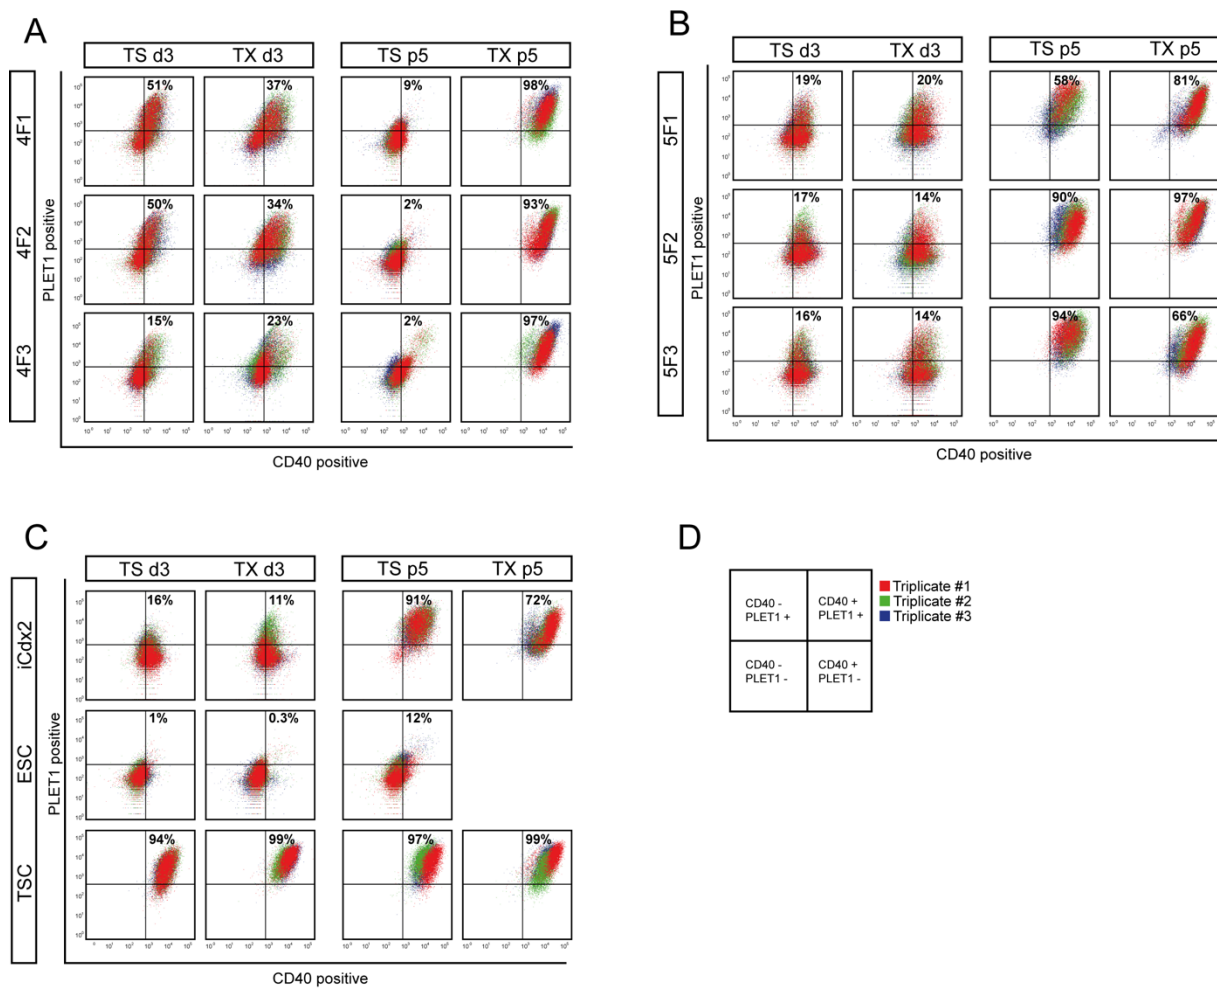 A
TS d3 TX d3 TS p5 TX p5
4F1
51% 37% 9% 98%
4F2
50% 34% 2% 93%
4F3
15% 23% 2% 97%
PLET1 positive
CD40 positive
B
TS d3 TX d3 TS p5 TX p5
5F1
19% 20% 58% 81%
5F2
17% 14% 90% 97%
5F3
16% 14% 94% 66%
PLET1 positive
CD40 positive
C
TS d3 TX d3 TS p5 TX p5
iCdx2
16% 11% 91% 72%
ESC
1% 0.3% 12%
TSC
94% 99% 97% 99%
PLET1 positive
CD40 positive
D
CD40 - CD40 +
PLET1 + PLET1 +
CD40 - CD40 +
PLET1 - PLET1 -
Triplicate #1
Triplicate #2
Triplicate #3